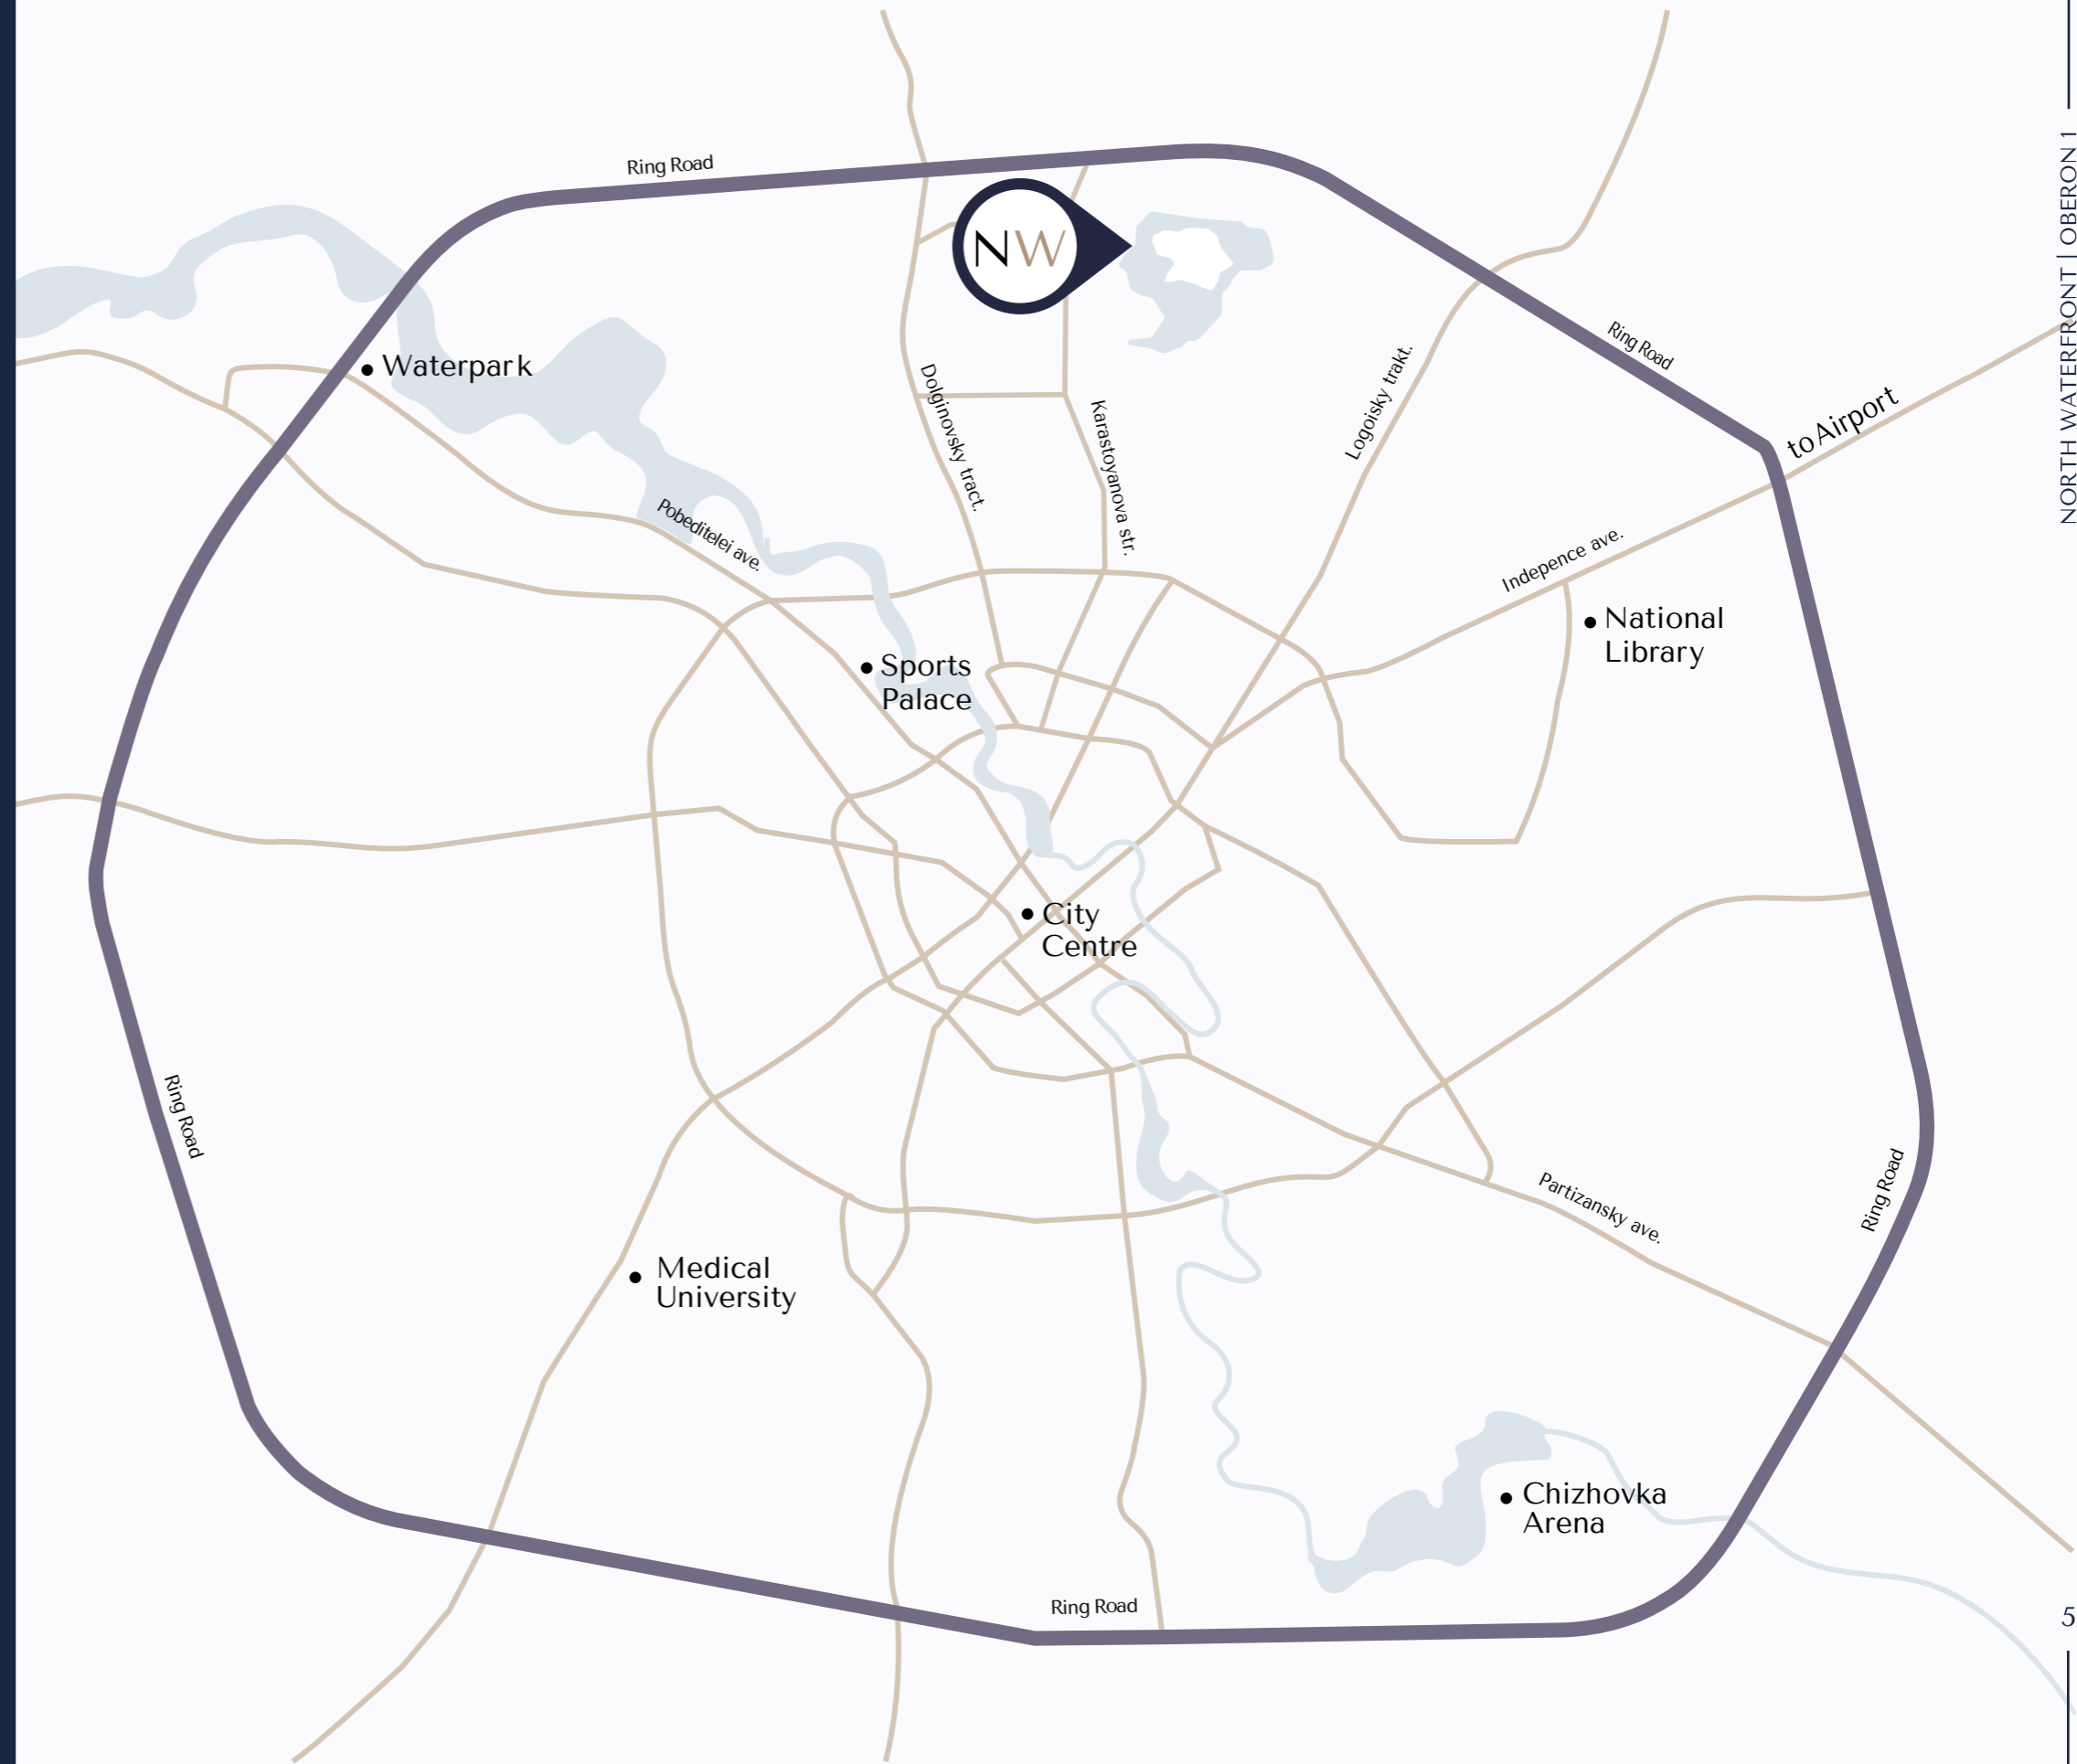 Ring Road
NW
Ring Road
Waterpark
Dolginovsky tract.
Karastoyanova str.
Logoisky trakt.
to Airport
Pobeditelei ave.
Indepence ave.
National
Library
Sports
Palace
City
Centre
Ring Road
Ring Road
Partizansky ave.
Medical
University
Chizhovka
Arena
Ring Road
NORTH WATERFRONT | OBERON 1
5